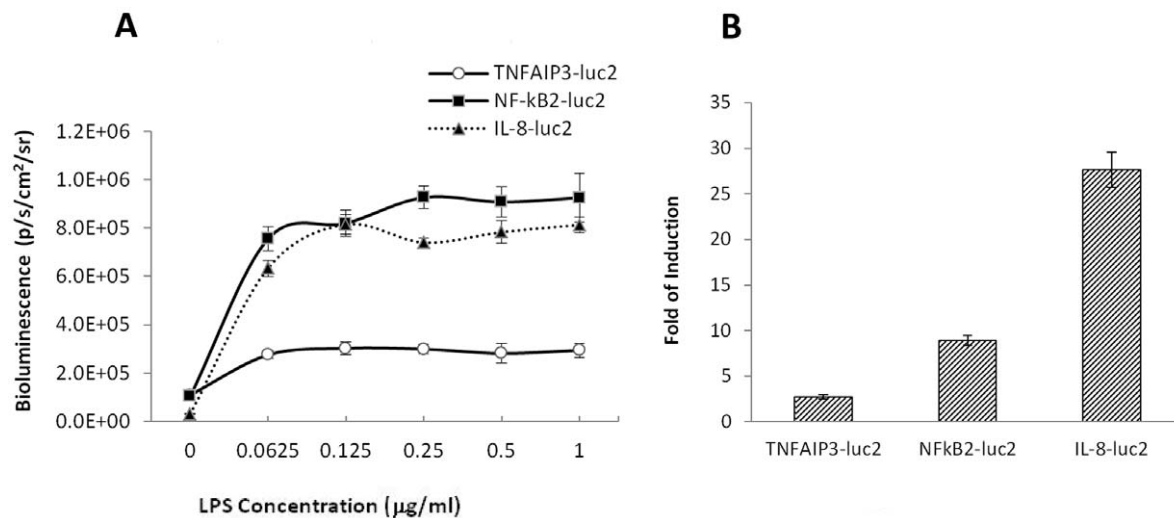 A
TNFAIP3-luc2
NF-kB2-luc2
IL-8-luc2
Bioluminescence (p/s/cm²/sr)
1.2E+06
1.0E+06
8.0E+05
6.0E+05
4.0E+05
2.0E+05
0.0E+00
0 0.0625 0.125 0.25 0.5 1
LPS Concentration (µg/ml)
B
Fold of Induction
35
30
25
20
15
10
5
0
TNFAIP3-luc2 NFkB2-luc2 IL-8-luc2